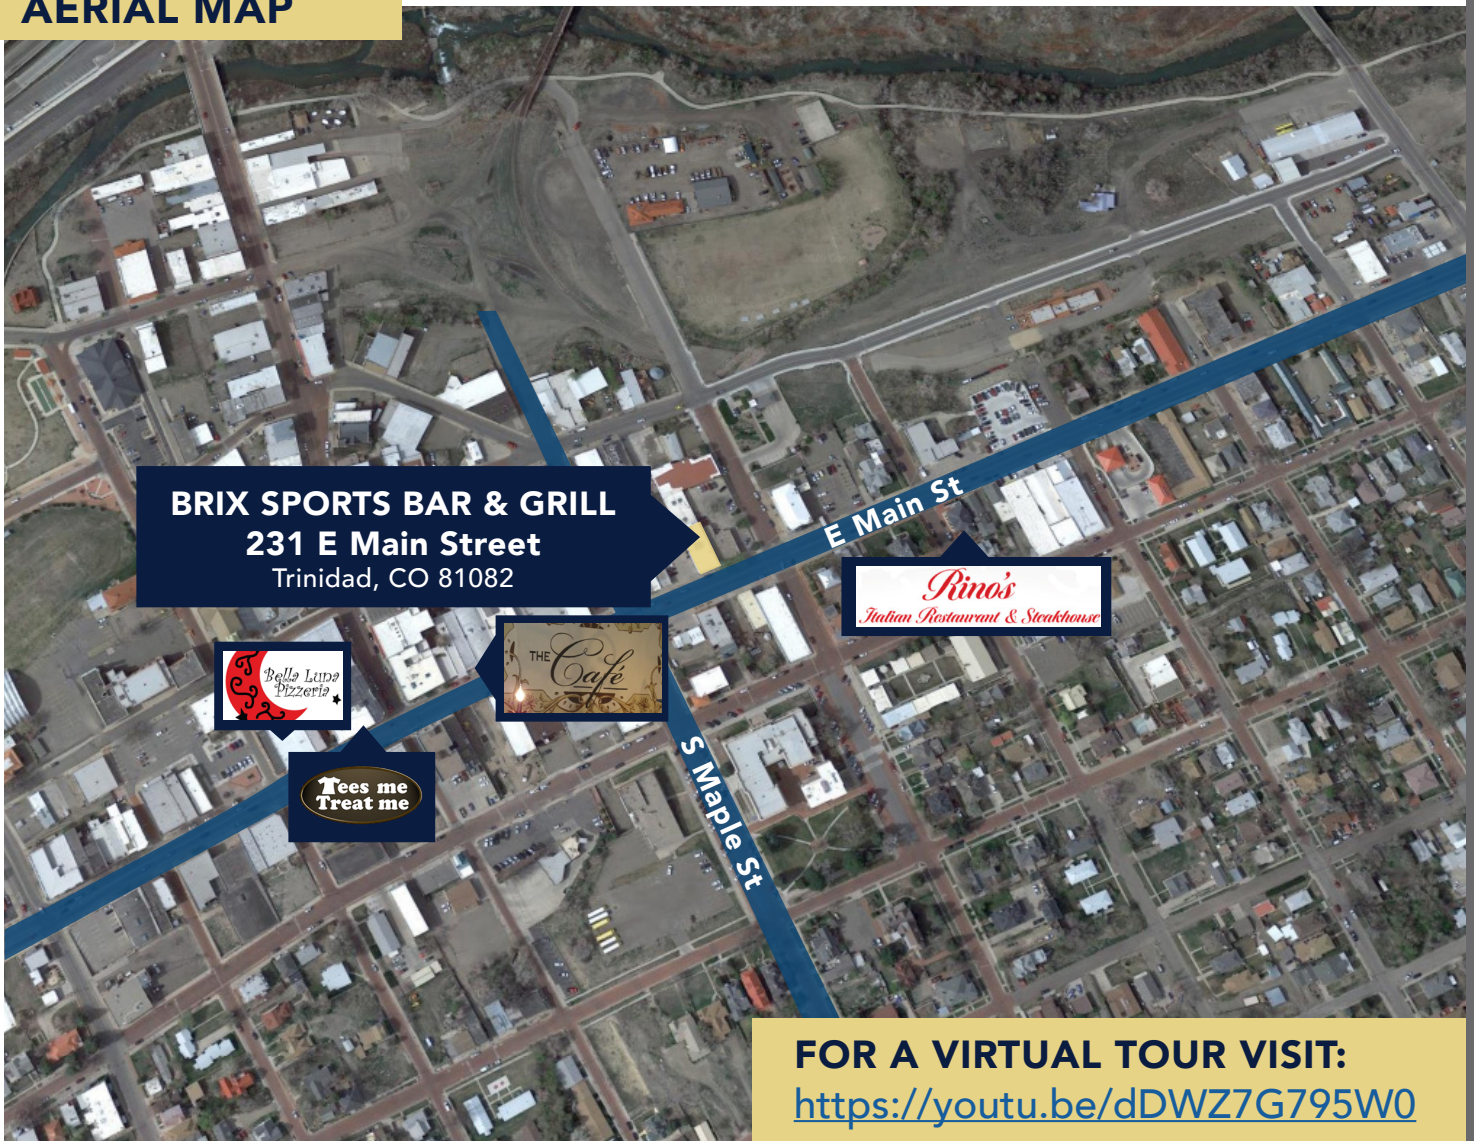 AERIAL MAP
BRIX SPORTS BAR & GRILL
231 E Main Street
Trinidad, CO 81082
E Main St
Rino's
Italian Restaurant & Steakhouse
THE
Café
Bella Luna
Pizzeria
Tees me
Treat me
S Maple St
FOR A VIRTUAL TOUR VISIT:
https://youtu.be/dDWZ7G795W0